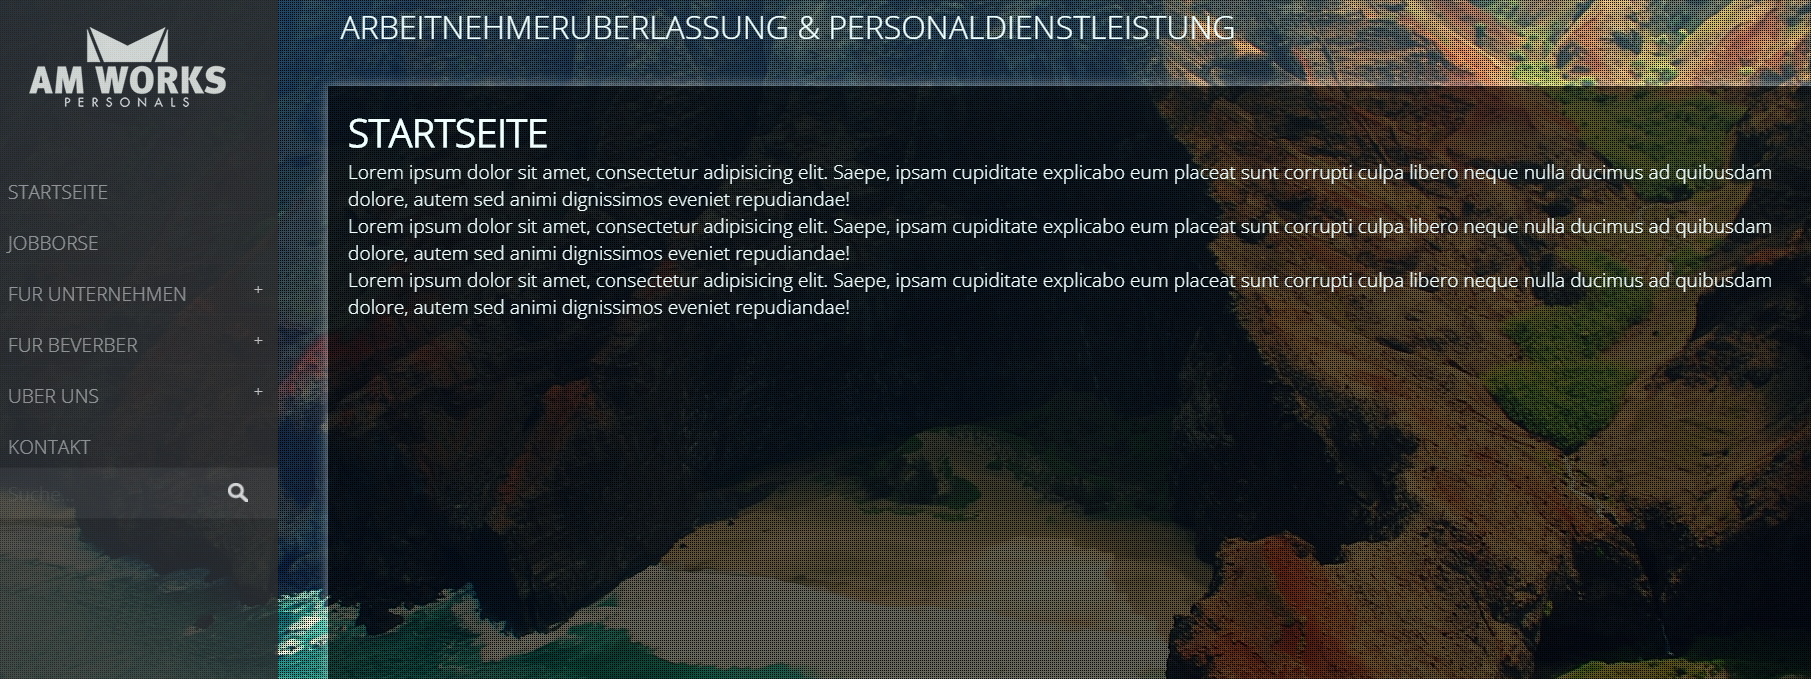 AM WORKS
PERSONALS
ARBEITNEHMERUBERLASSUNG & PERSONALDIENSTLEISTUNG
STARTSEITE
JOBBORSE
FUR UNTERNEHMEN +
FUR BEVERBER +
UBER UNS +
KONTAKT
Suche...
STARTSEITE
Lorem ipsum dolor sit amet, consectetur adipisicing elit. Saepe, ipsam cupiditate explicabo eum placeat sunt corrupti culpa libero neque nulla ducimus ad quibusdam
dolore, autem sed animi dignissimos eveniet repudiandae!
Lorem ipsum dolor sit amet, consectetur adipisicing elit. Saepe, ipsam cupiditate explicabo eum placeat sunt corrupti culpa libero neque nulla ducimus ad quibusdam
dolore, autem sed animi dignissimos eveniet repudiandae!
Lorem ipsum dolor sit amet, consectetur adipisicing elit. Saepe, ipsam cupiditate explicabo eum placeat sunt corrupti culpa libero neque nulla ducimus ad quibusdam
dolore, autem sed animi dignissimos eveniet repudiandae!